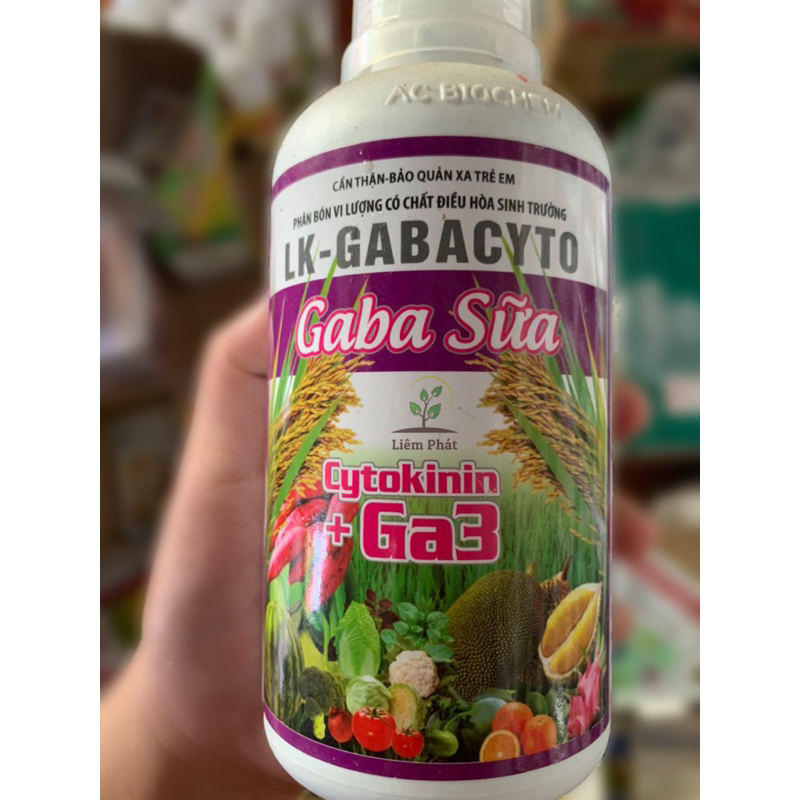 AC BIOCHEM
CẨN THẬN-BẢO QUẢN XA TRẺ EM
PHÂN BÓN VI LƯỢNG CÓ CHẤT ĐIỀU HÒA SINH TRƯỞNG
LK-GABACYTO
Gaba Sữa
Liêm Phát
Cytokinin
+ Ga3